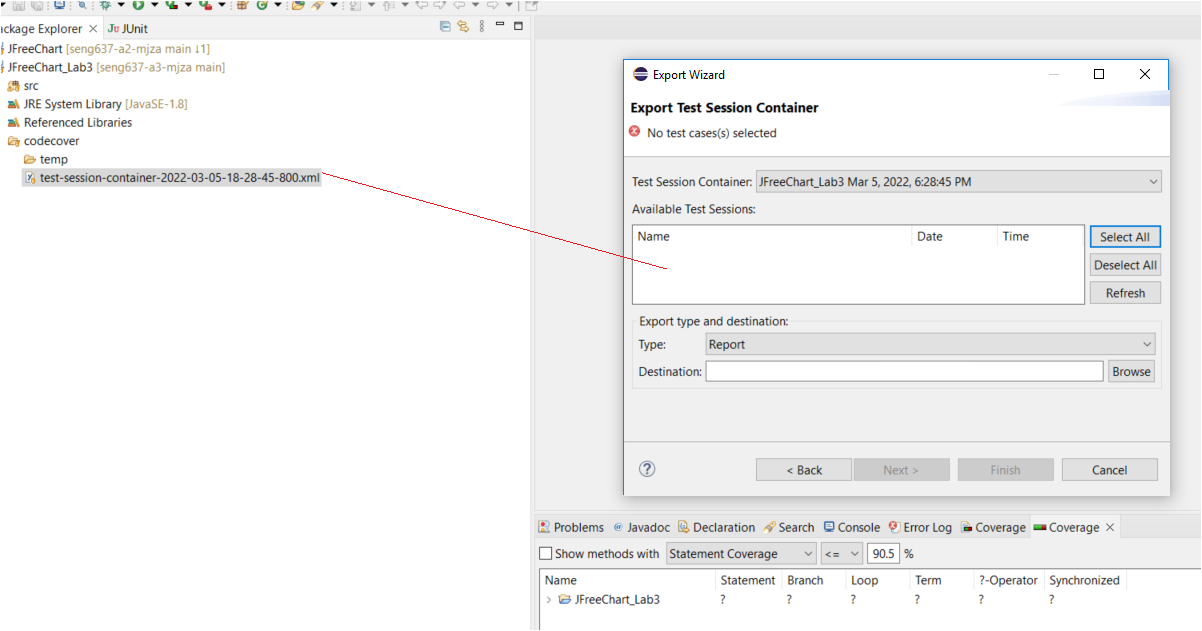 ackage Explorer
JUnit
JFreeChart [seng637-a2-mjza main ↓1]
JFreeChart_Lab3 [seng637-a3-mjza main]
src
JRE System Library [JavaSE-1.8]
Referenced Libraries
codecover
temp
test-session-container-2022-03-05-18-28-45-800.xml
Export Wizard
Export Test Session Container
No test cases(s) selected
Test Session Container: JFreeChart_Lab3 Mar 5, 2022, 6:28:45 PM
Available Test Sessions:
Name Date Time
Select All
Deselect All
Refresh
Export type and destination:
Type: Report
Destination: Browse
? < Back Next > Finish Cancel
Problems @ Javadoc Declaration Search Console Error Log Coverage Coverage
Show methods with Statement Coverage <= 90.5 %
Name Statement Branch Loop Term ?-Operator Synchronized
JFreeChart_Lab3 ? ? ? ? ? ?